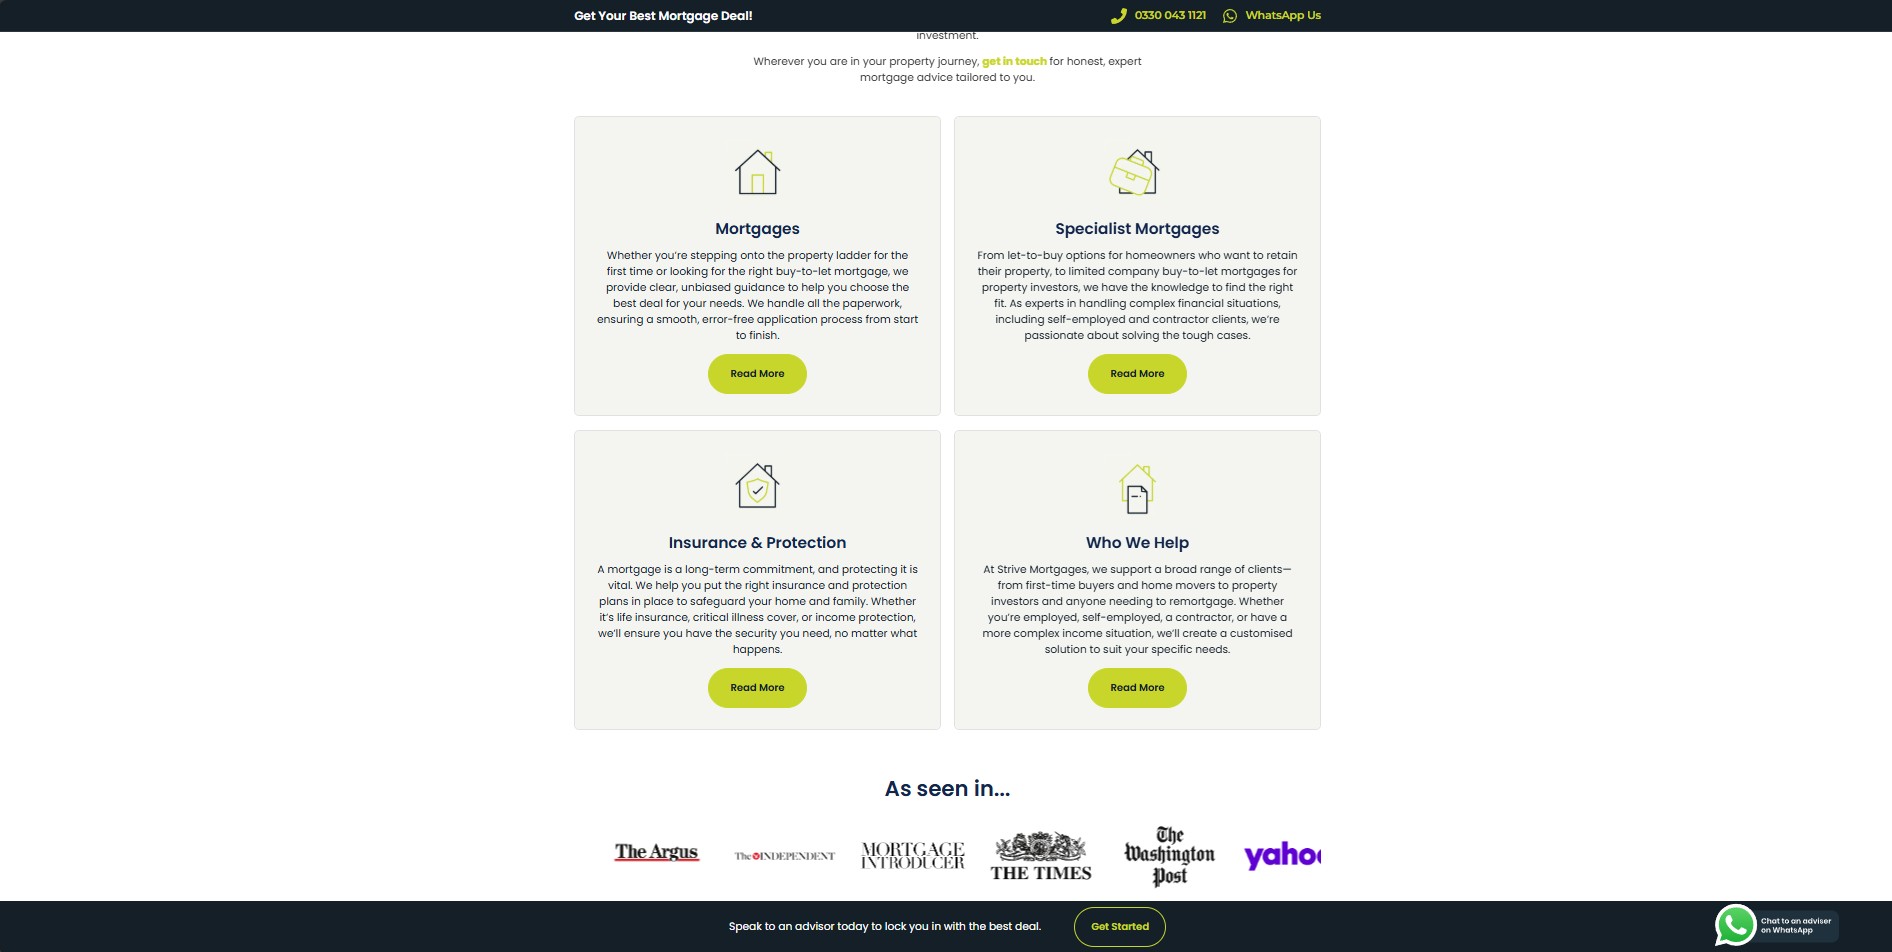 Get Your Best Mortgage Deal!
0330 043 1121
WhatsApp Us
investment.
Wherever you are in your property journey, get in touch for honest, expert
mortgage advice tailored to you.
Mortgages
Whether you're stepping onto the property ladder for the
first time or looking for the right buy-to-let mortgage, we
provide clear, unbiased guidance to help you choose the
best deal for your needs. We handle all the paperwork,
ensuring a smooth, error-free application process from start
to finish.
Read More
Specialist Mortgages
From let-to-buy options for homeowners who want to retain
their property, to limited company buy-to-let mortgages for
property investors, we have the knowledge to find the right
fit. As experts in handling complex financial situations,
including self-employed and contractor clients, we're
passionate about solving the tough cases.
Read More
Insurance & Protection
A mortgage is a long-term commitment, and protecting it is
vital. We help you put the right insurance and protection
plans in place to safeguard your home and family. Whether
it's life insurance, critical illness cover, or income protection,
we'll ensure you have the security you need, no matter what
happens.
Read More
Who We Help
At Strive Mortgages, we support a broad range of clients—
from first-time buyers and home movers to property
investors and anyone needing to remortgage. Whether
you're employed, self-employed, a contractor, or have a
more complex income situation, we'll create a customised
solution to suit your specific needs.
Read More
As seen in...
The Argus
The INDEPENDENT
MORTGAGE
INTRODUCER
THE TIMES
The
Washington
Post
yahoo
Speak to an advisor today to lock you in with the best deal.
Get Started
Chat to an adviser
on WhatsApp